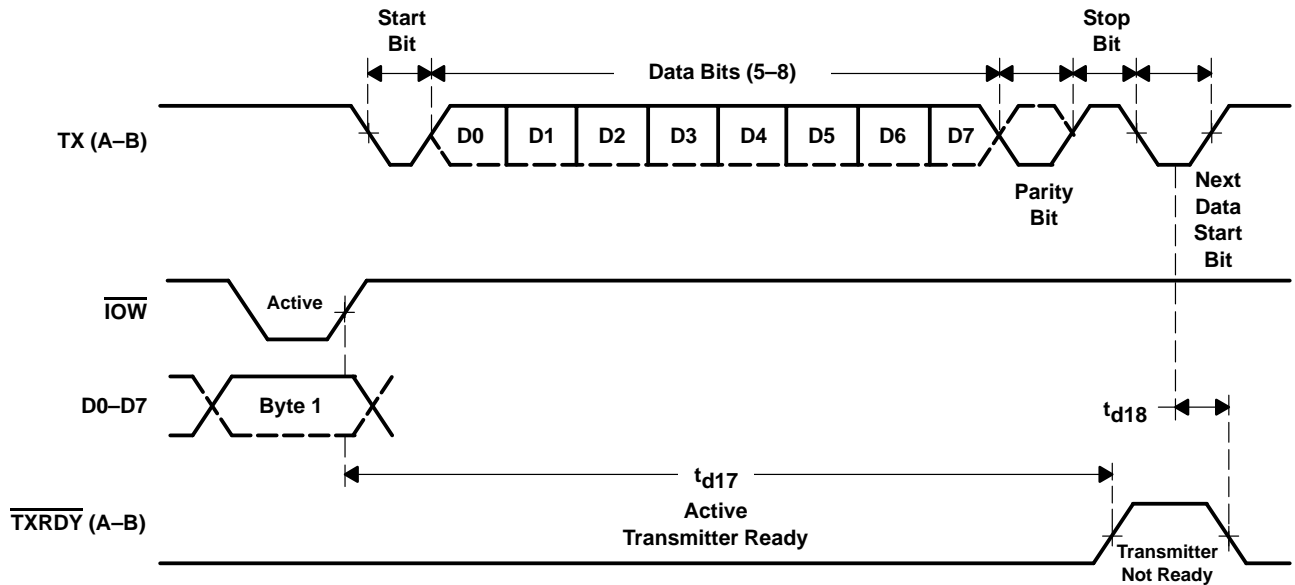 Start
Bit
Data Bits (5–8)
Stop
Bit
TX (A–B)
D0 D1 D2 D3 D4 D5 D6 D7
Parity
Bit
Next
Data
Start
Bit
IOW
Active
D0–D7
Byte 1
td18
td17
TXRDY (A–B)
Active
Transmitter Ready
Transmitter
Not Ready